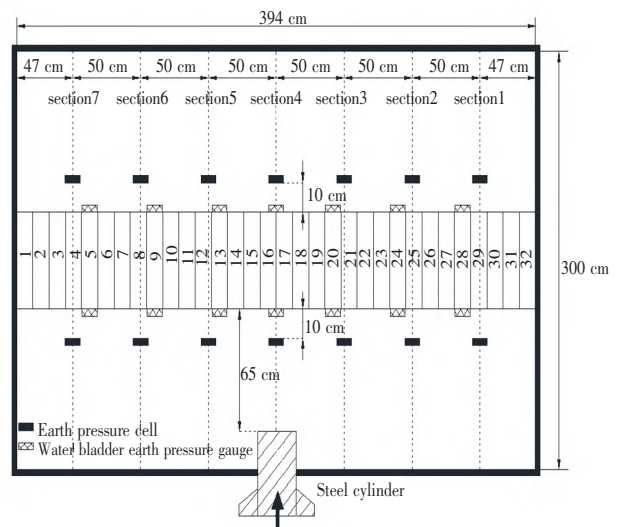 394 cm
47 cm 50 cm 50 cm 50 cm 50 cm 50 cm 50 cm 47 cm
section7 section6 section5 section4 section3 section2 section1
10 cm
1 2 3 4 5 6 7 8 9 10 11 12 13 14 15 16 17 18 19 20 21 22 23 24 25 26 27 28 29 30 31 32
300 cm
10 cm
65 cm
Earth pressure cell
Water bladder earth pressure gauge
Steel cylinder